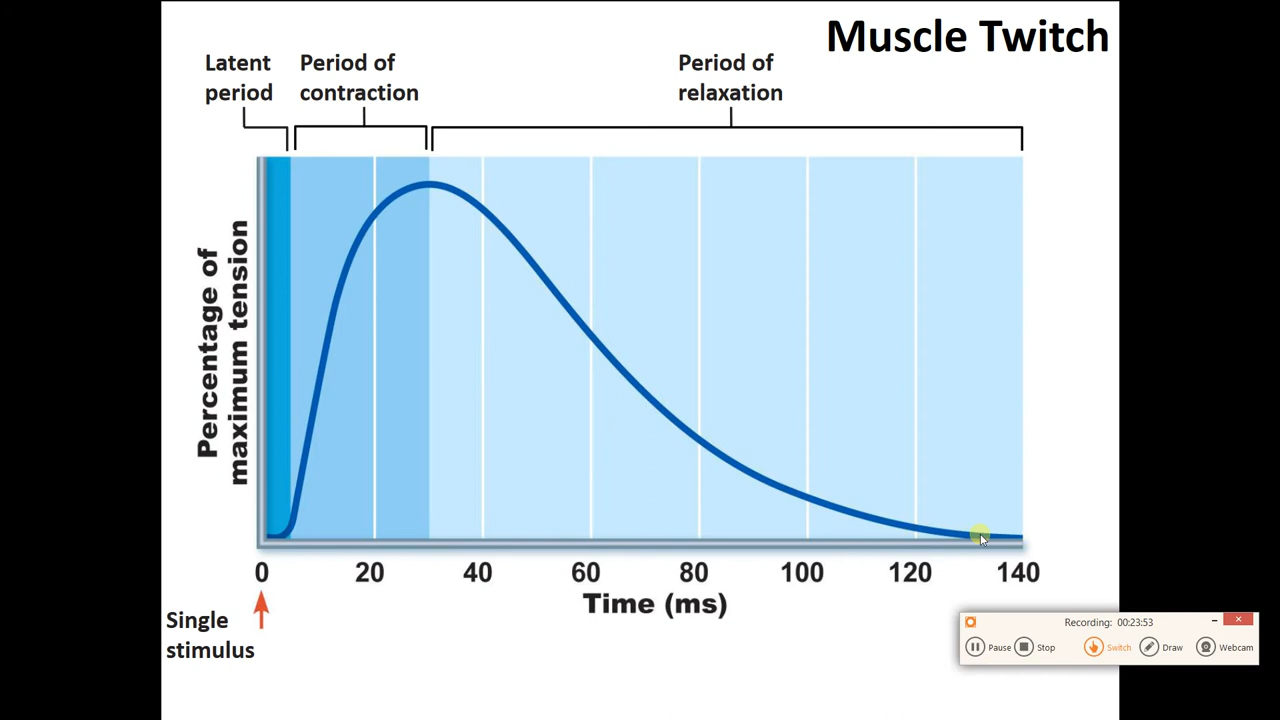 Muscle Twitch
Latent
period
Period of
contraction
Period of
relaxation
Percentage of
maximum tension
0 20 40 60 80 100 120 140
Time (ms)
Single
stimulus
Recording: 00:23:53
Pause Stop Switch Draw Webcam